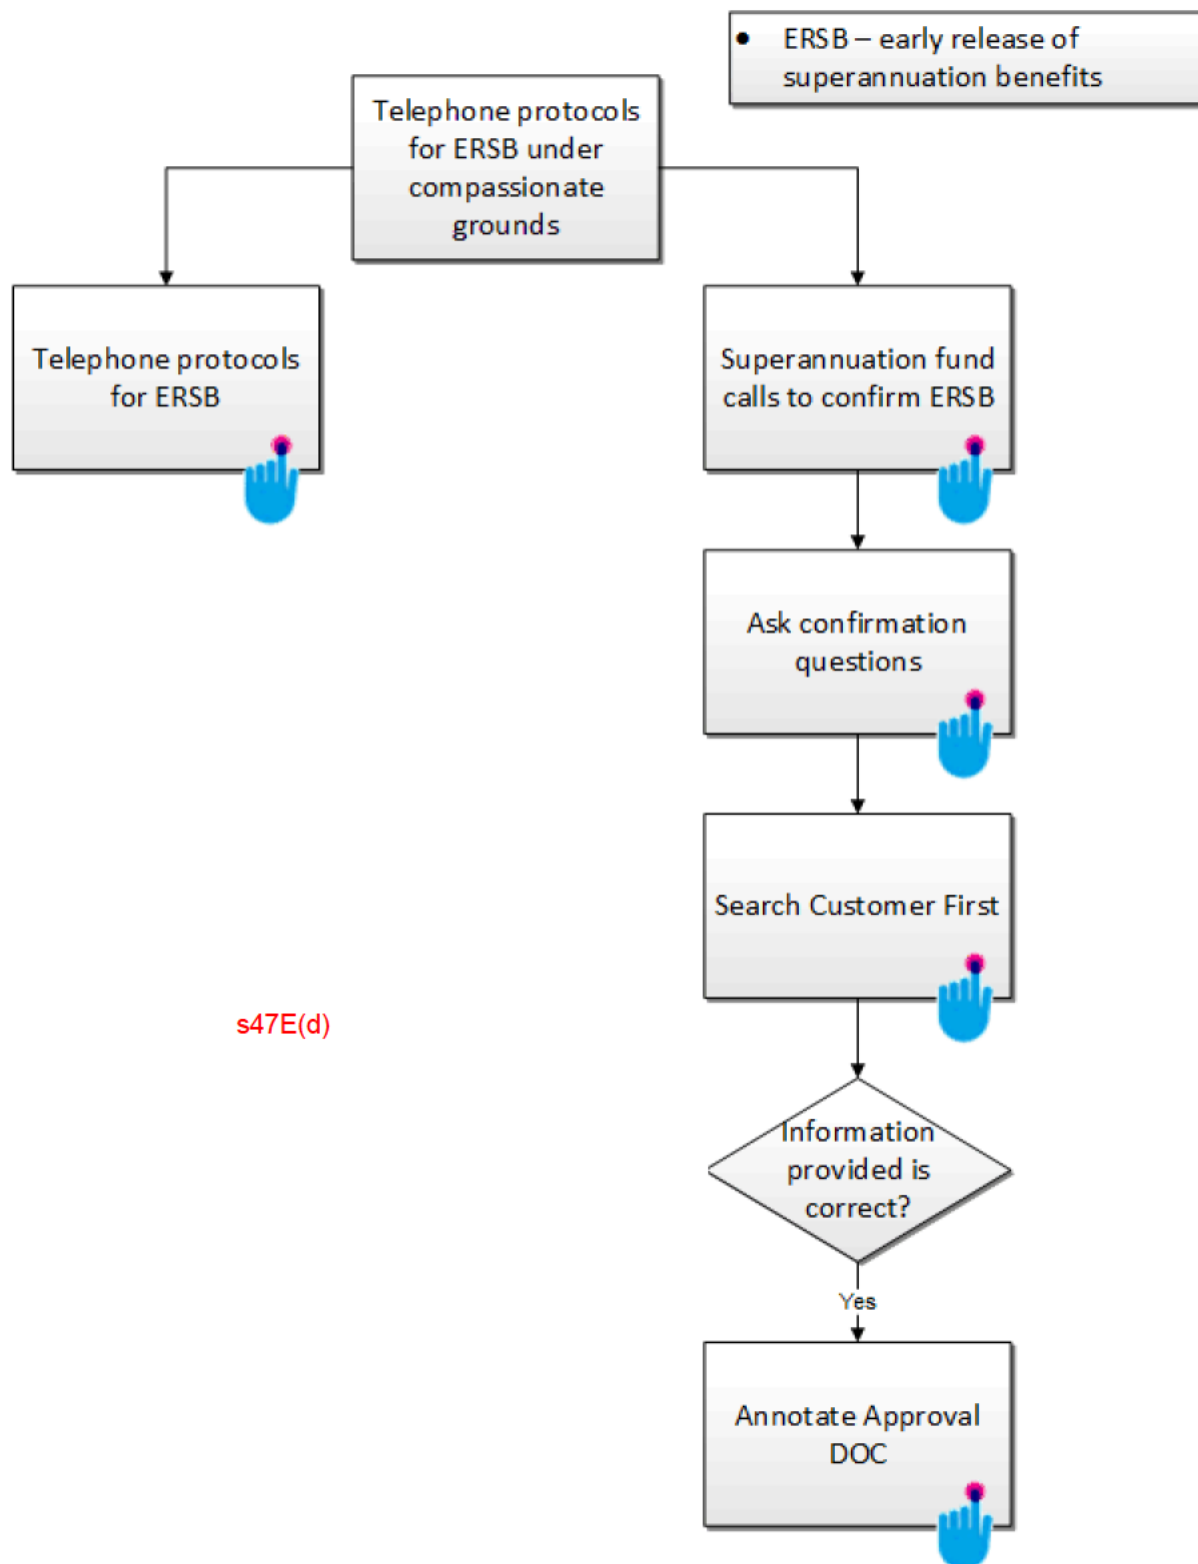 • ERSB – early release of
superannuation benefits
Telephone protocols
for ERSB under
compassionate
grounds
Telephone protocols
for ERSB
Superannuation fund
calls to confirm ERSB
Ask confirmation
questions
Search Customer First
s47E(d)
Information
provided is
correct?
Yes
Annotate Approval
DOC